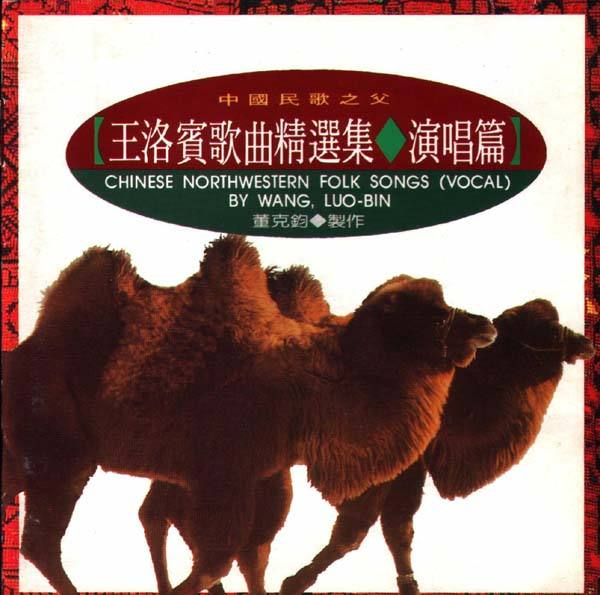 中國民歌之父
【王洛賓歌曲精選集◆演唱篇】
CHINESE NORTHWESTERN FOLK SONGS (VOCAL)
BY WANG, LUO-BIN
董克鈞◆製作